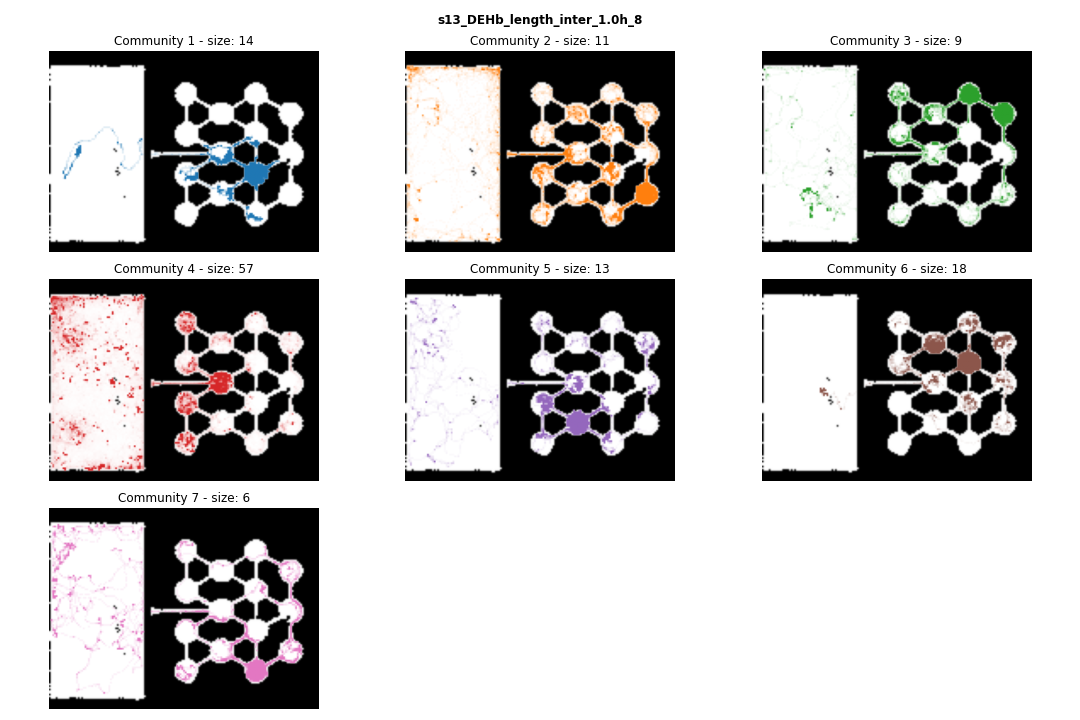 s13_DEHb_length_inter_1.0h_8
Community 1 - size: 14
Community 2 - size: 11
Community 3 - size: 9
Community 4 - size: 57
Community 5 - size: 13
Community 6 - size: 18
Community 7 - size: 6